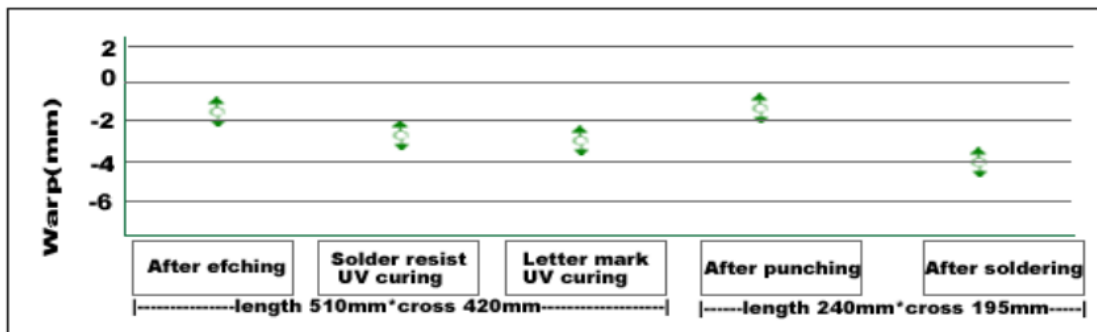 2
0
-2
-4
-6
Warp(mm)
After efching
Solder resist
UV curing
Letter mark
UV curing
After punching
After soldering
|---------------length 510mm*cross 420mm--------------|
|------length 240mm*cross 195mm-----|